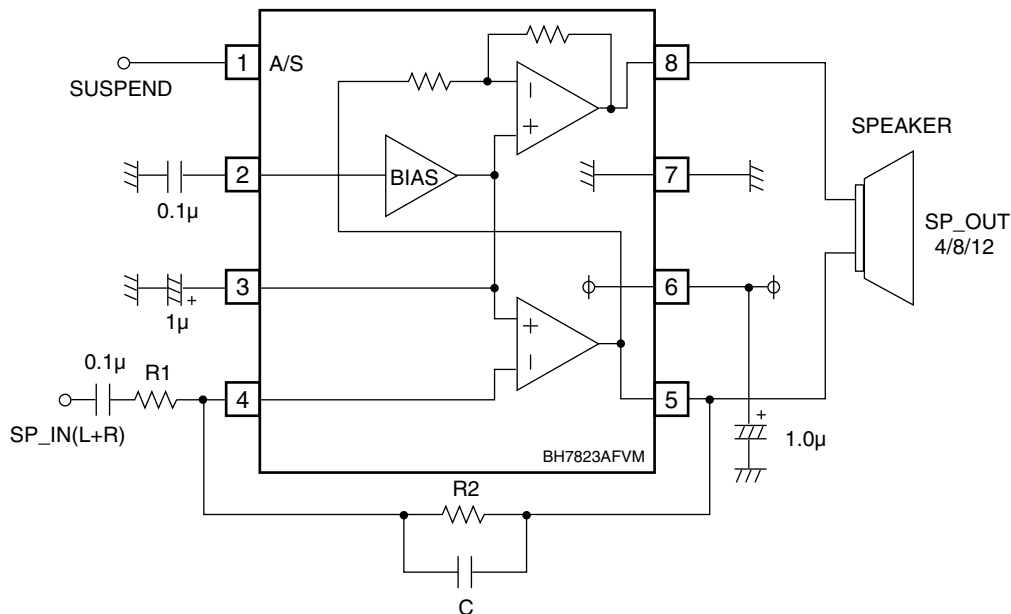 1
A/S
SUSPEND
8
SPEAKER
2
BIAS
7
0.1μ
SP_OUT
4/8/12
3
6
+
1μ
0.1μ
R1
4
5
SP_IN(L+R)
+
1.0μ
BH7823AFVM
R2
C
−
+
+
−